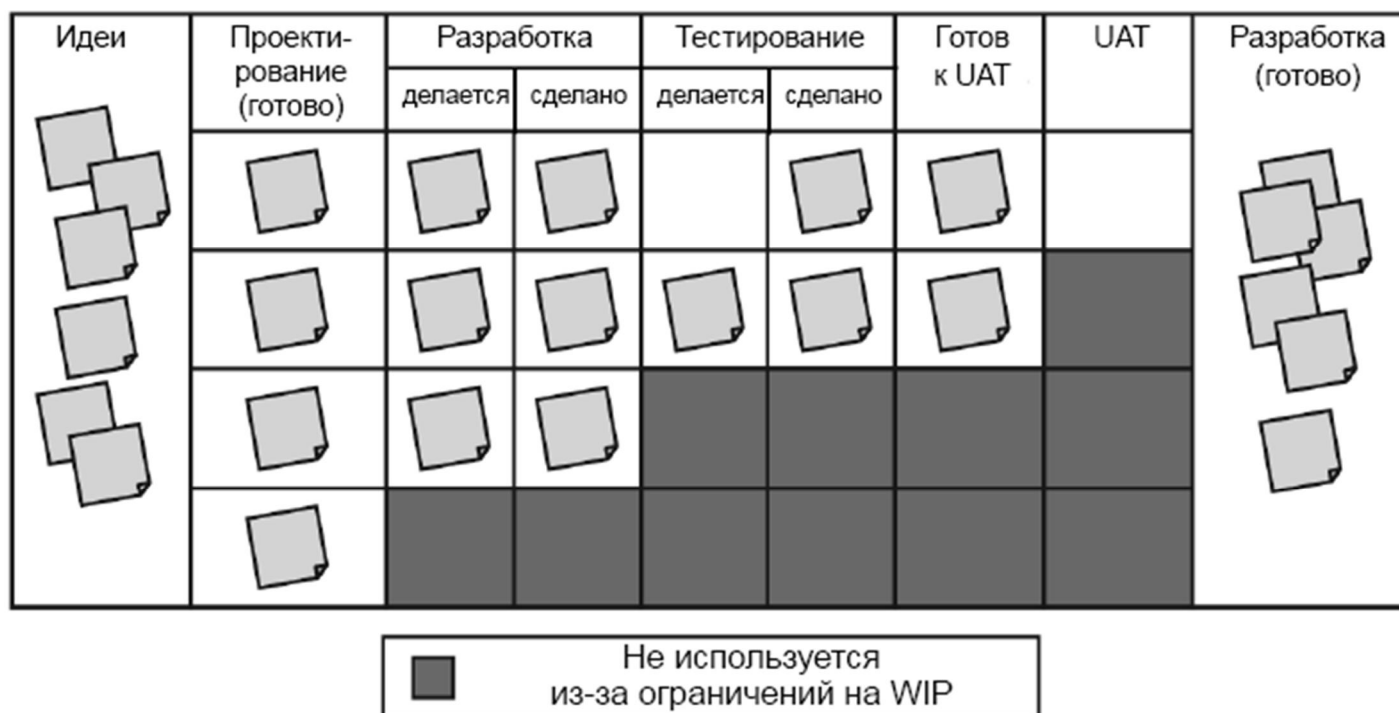 Идеи
Проекти-
рование
(готово)
Разработка
делается
сделано
Тестирование
делается
сделано
Готов
к UAT
UAT
Разработка
(готово)
Не используется
из-за ограничений на WIP